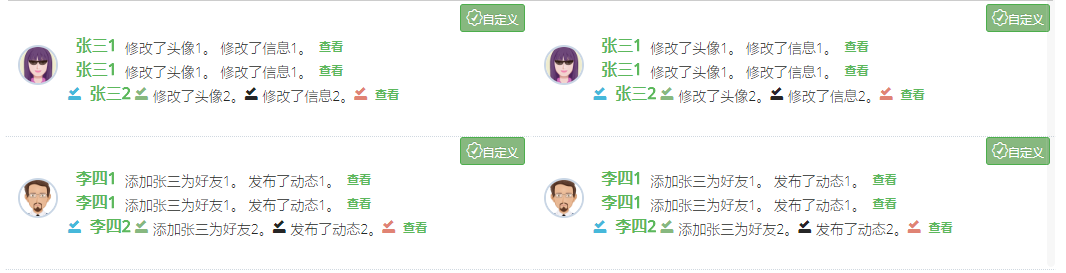 自定义
张三1 修改了头像1。 修改了信息1。 查看
张三1 修改了头像1。 修改了信息1。 查看
张三2 修改了头像2。 修改了信息2。 查看
自定义
张三1 修改了头像1。 修改了信息1。 查看
张三1 修改了头像1。 修改了信息1。 查看
张三2 修改了头像2。 修改了信息2。 查看
自定义
李四1 添加张三为好友1。 发布了动态1。 查看
李四1 添加张三为好友1。 发布了动态1。 查看
李四2 添加张三为好友2。 发布了动态2。 查看
自定义
李四1 添加张三为好友1。 发布了动态1。 查看
李四1 添加张三为好友1。 发布了动态1。 查看
李四2 添加张三为好友2。 发布了动态2。 查看